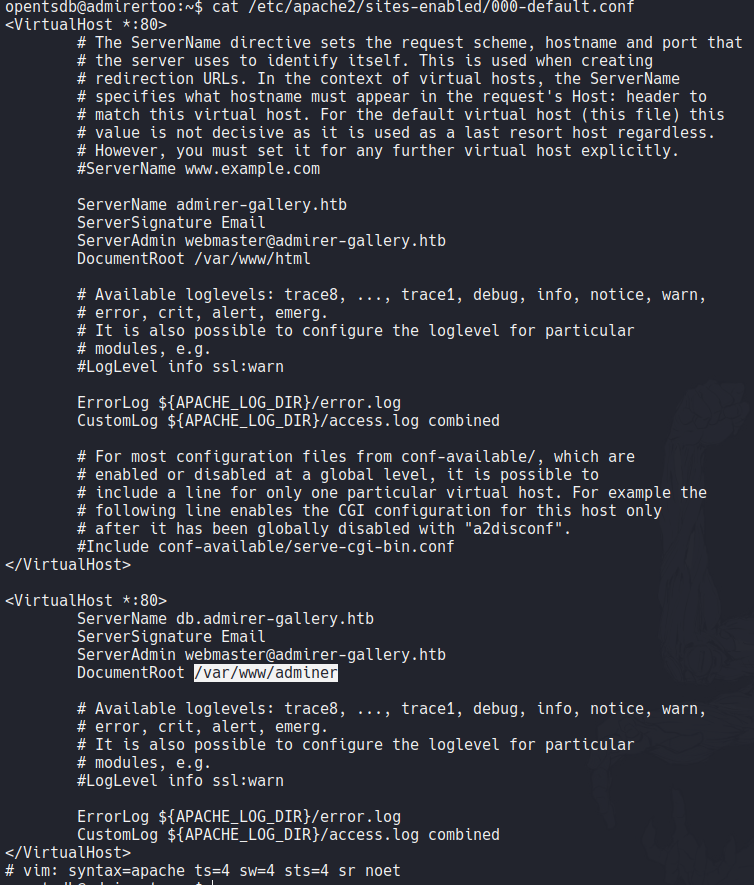 opentsdb@admirertoo:~$ cat /etc/apache2/sites-enabled/000-default.conf
<VirtualHost *:80>
        # The ServerName directive sets the request scheme, hostname and port that
        # the server uses to identify itself. This is used when creating
        # redirection URLs. In the context of virtual hosts, the ServerName
        # specifies what hostname must appear in the request's Host: header to
        # match this virtual host. For the default virtual host (this file) this
        # value is not decisive as it is used as a last resort host regardless.
        # However, you must set it for any further virtual host explicitly.
        #ServerName www.example.com

        ServerName admirer-gallery.htb
        ServerSignature Email
        ServerAdmin webmaster@admirer-gallery.htb
        DocumentRoot /var/www/html

        # Available loglevels: trace8, ..., trace1, debug, info, notice, warn,
        # error, crit, alert, emerg.
        # It is also possible to configure the loglevel for particular
        # modules, e.g.
        #LogLevel info ssl:warn

        ErrorLog ${APACHE_LOG_DIR}/error.log
        CustomLog ${APACHE_LOG_DIR}/access.log combined

        # For most configuration files from conf-available/, which are
        # enabled or disabled at a global level, it is possible to
        # include a line for only one particular virtual host. For example the
        # following line enables the CGI configuration for this host only
        # after it has been globally disabled with "a2disconf".
        #Include conf-available/serve-cgi-bin.conf
</VirtualHost>

<VirtualHost *:80>
        ServerName db.admirer-gallery.htb
        ServerSignature Email
        ServerAdmin webmaster@admirer-gallery.htb
        DocumentRoot /var/www/adminer

        # Available loglevels: trace8, ..., trace1, debug, info, notice, warn,
        # error, crit, alert, emerg.
        # It is also possible to configure the loglevel for particular
        # modules, e.g.
        #LogLevel info ssl:warn

        ErrorLog ${APACHE_LOG_DIR}/error.log
        CustomLog ${APACHE_LOG_DIR}/access.log combined
</VirtualHost>
# vim: syntax=apache ts=4 sw=4 sts=4 sr noet